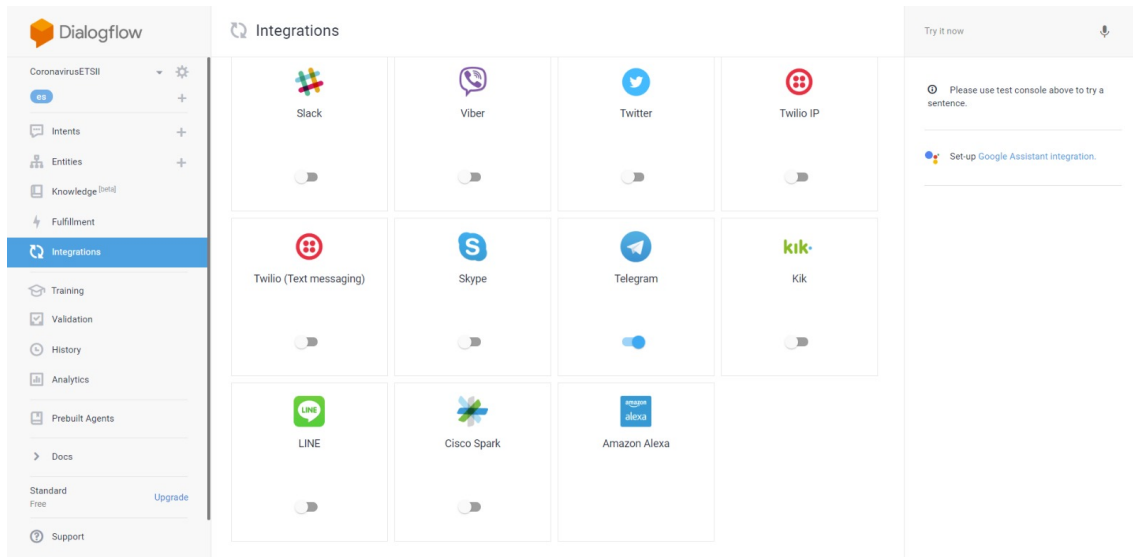 Dialogflow
CoronavirusETSII
es
Intents
Entities
Knowledge [beta]
Fulfillment
Integrations
Training
Validation
History
Analytics
Prebuilt Agents
Docs
Standard
Free
Upgrade
Support
Integrations
Slack
Viber
Twitter
Twilio IP
Twilio (Text messaging)
Skype
Telegram
kik
Kik
LINE
LINE
Cisco Spark
amazon
alexa
Amazon Alexa
Try it now
Please use test console above to try a
sentence.
Set-up Google Assistant integration.